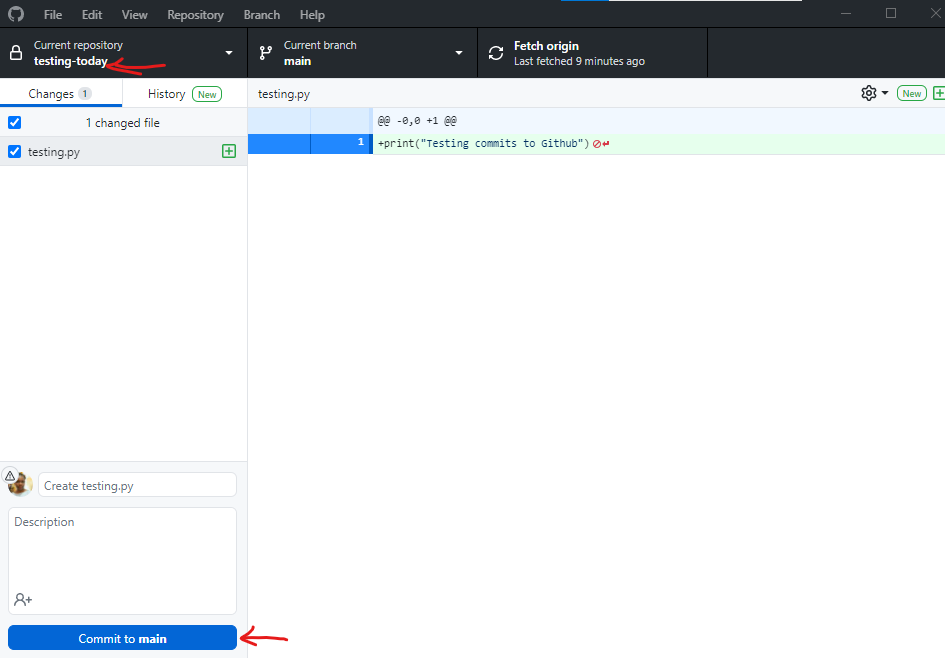 File Edit View Repository Branch Help
Current repository
testing-today
Current branch
main
Fetch origin
Last fetched 9 minutes ago
Changes 1
History New
testing.py
New
1 changed file
@@ -0,0 +1 @@
testing.py
1 +print("Testing commits to Github")
Create testing.py
Description
Commit to main